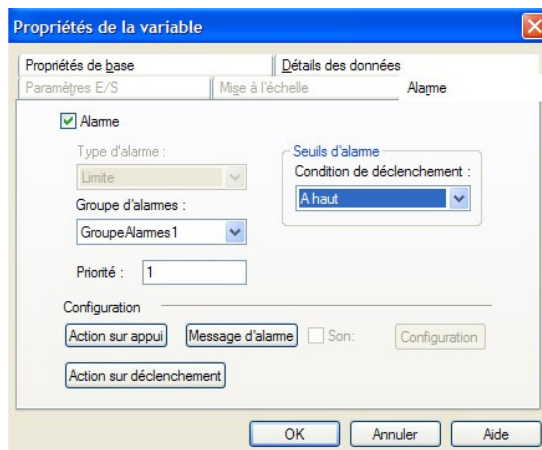 Propriétés de la variable
Propriétés de base
Détails des données
Paramètres E/S
Mise à l'échelle
Alarme
Alarme
Type d'alarme :
Limite
Groupe d'alarmes :
GroupeAlarmes1
Priorité :
1
Seuils d'alarme
Condition de déclenchement :
A haut
Configuration
Action sur appui
Message d'alarme
Son:
Configuration
Action sur déclenchement
OK
Annuler
Aide